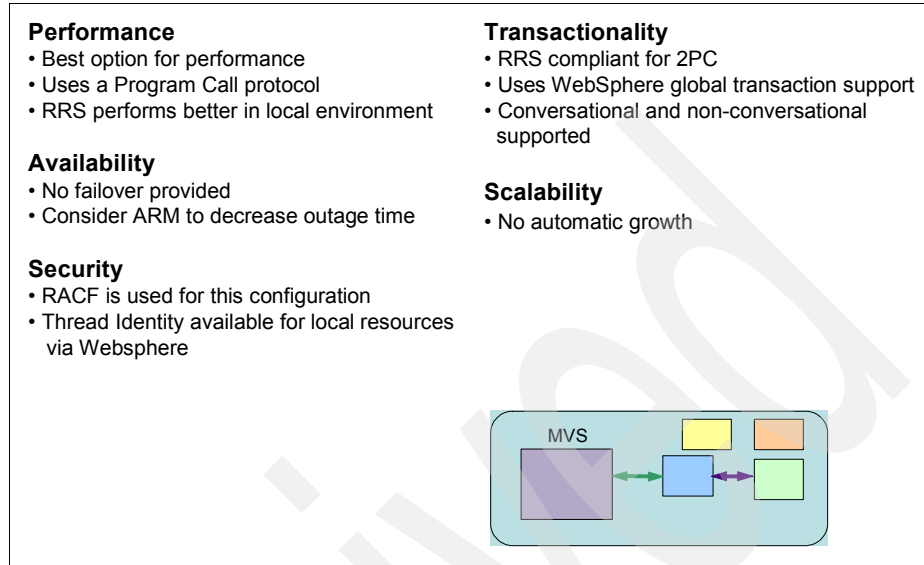 Performance
• Best option for performance
• Uses a Program Call protocol
• RRS performs better in local environment
Availability
• No failover provided
• Consider ARM to decrease outage time
Security
• RACF is used for this configuration
• Thread Identity available for local resources
via Websphere
Transactionality
• RRS compliant for 2PC
• Uses WebSphere global transaction support
• Conversational and non-conversational
supported
Scalability
• No automatic growth
MVS